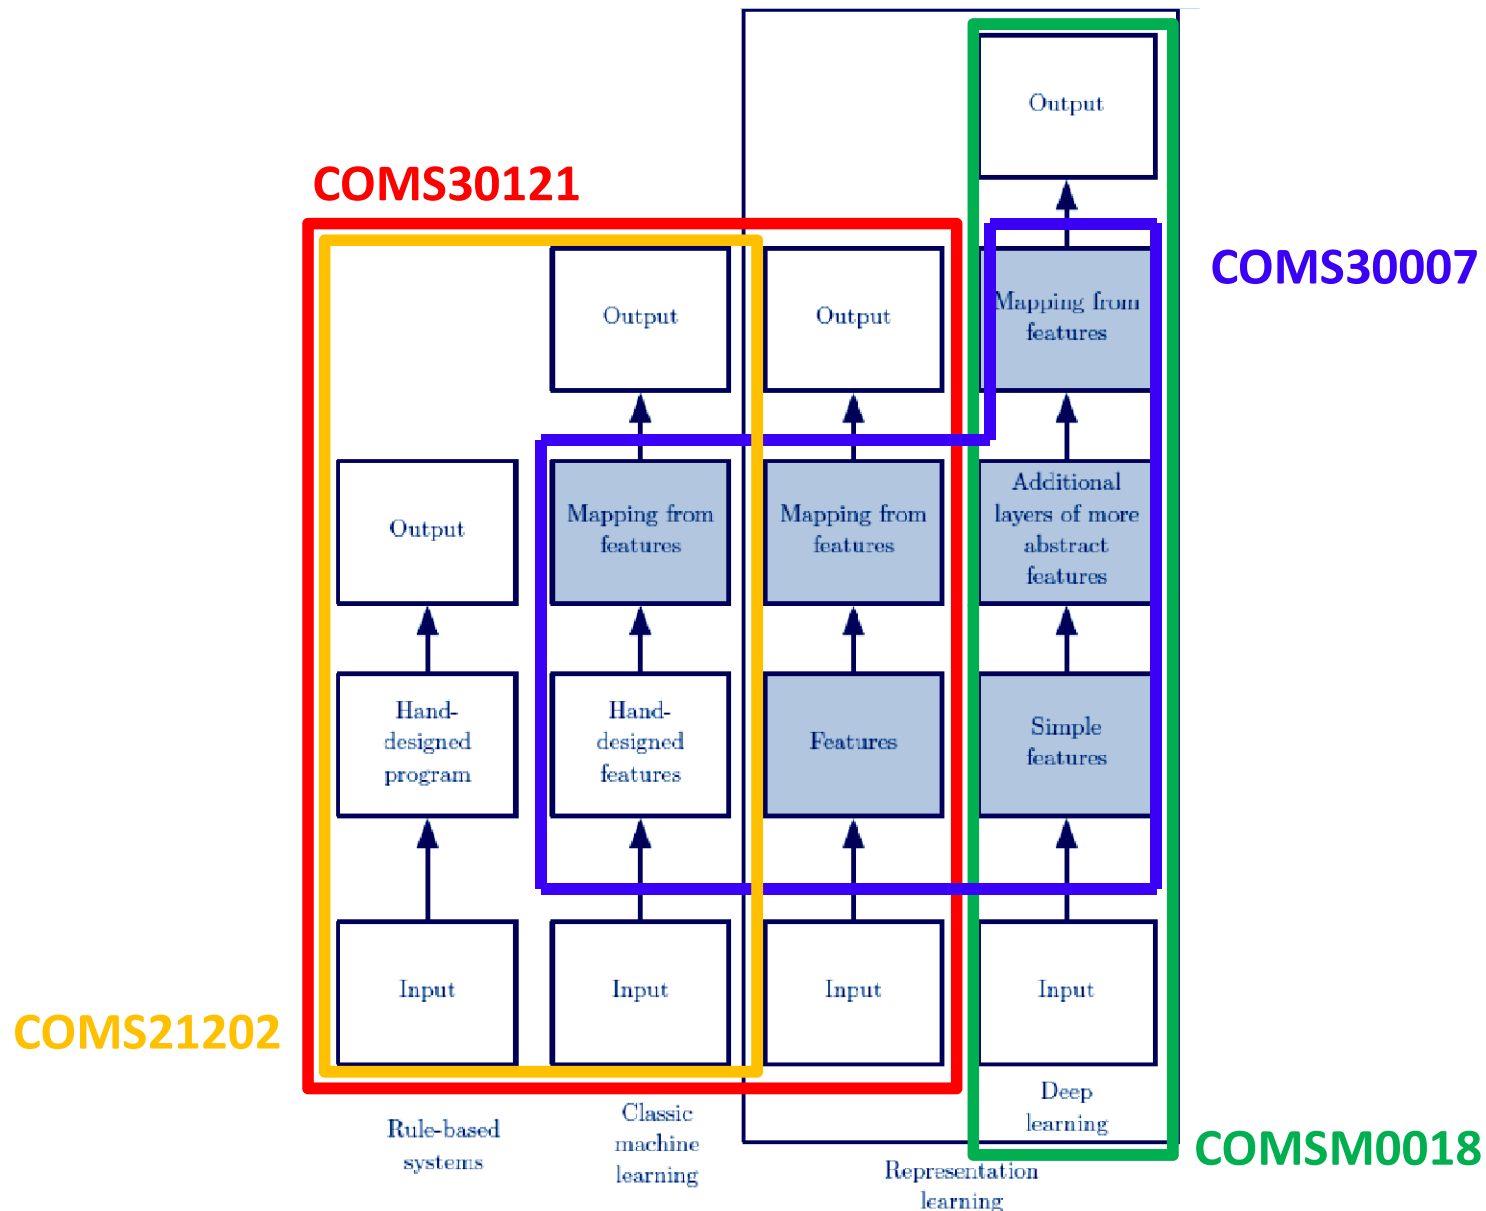 COMS30121
COMS30007
COMS21202
COMSM0018
Output
Hand-
designed
program
Input
Rule-based
systems
Output
Mapping from
features
Hand-
designed
features
Input
Classic
machine
learning
Output
Mapping from
features
Features
Input
Representation
learning
Output
Mapping from
features
Additional
layers of more
abstract
features
Simple
features
Input
Deep
learning